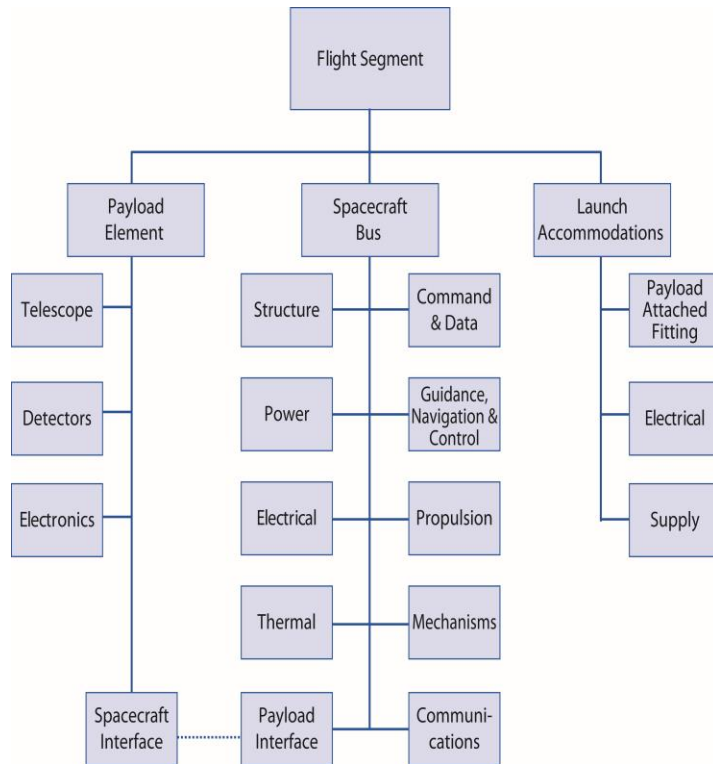 Flight Segment
Payload
Element
Spacecraft
Bus
Launch
Accommodations
Telescope
Structure
Command
& Data
Payload
Attached
Fitting
Detectors
Power
Guidance,
Navigation &
Control
Electrical
Electronics
Electrical
Propulsion
Supply
Thermal
Mechanisms
Spacecraft
Interface
Payload
Interface
Communi-
cations